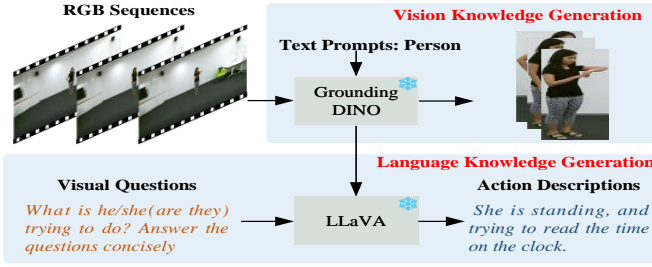 RGB Sequences
Vision Knowledge Generation
Text Prompts: Person
Grounding
DINO
Language Knowledge Generation
Visual Questions
What is he/she(are they)
trying to do? Answer the
questions concisely
LLaVA
Action Descriptions
She is standing, and
trying to read the time
on the clock.